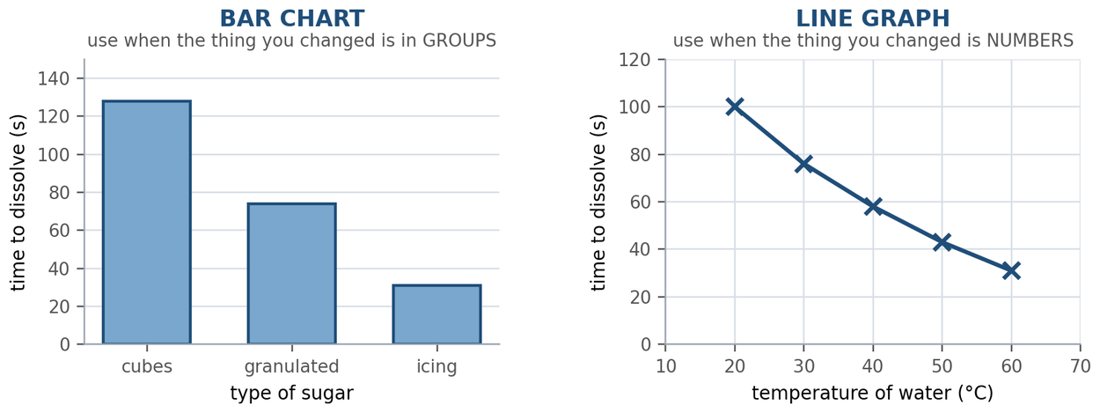 BAR CHART
use when the thing you changed is in GROUPS
time to dissolve (s)
140
120
100
80
60
40
20
0
cubes granulated icing
type of sugar
LINE GRAPH
use when the thing you changed is NUMBERS
time to dissolve (s)
120
100
80
60
40
20
0
10 20 30 40 50 60 70
temperature of water (°C)